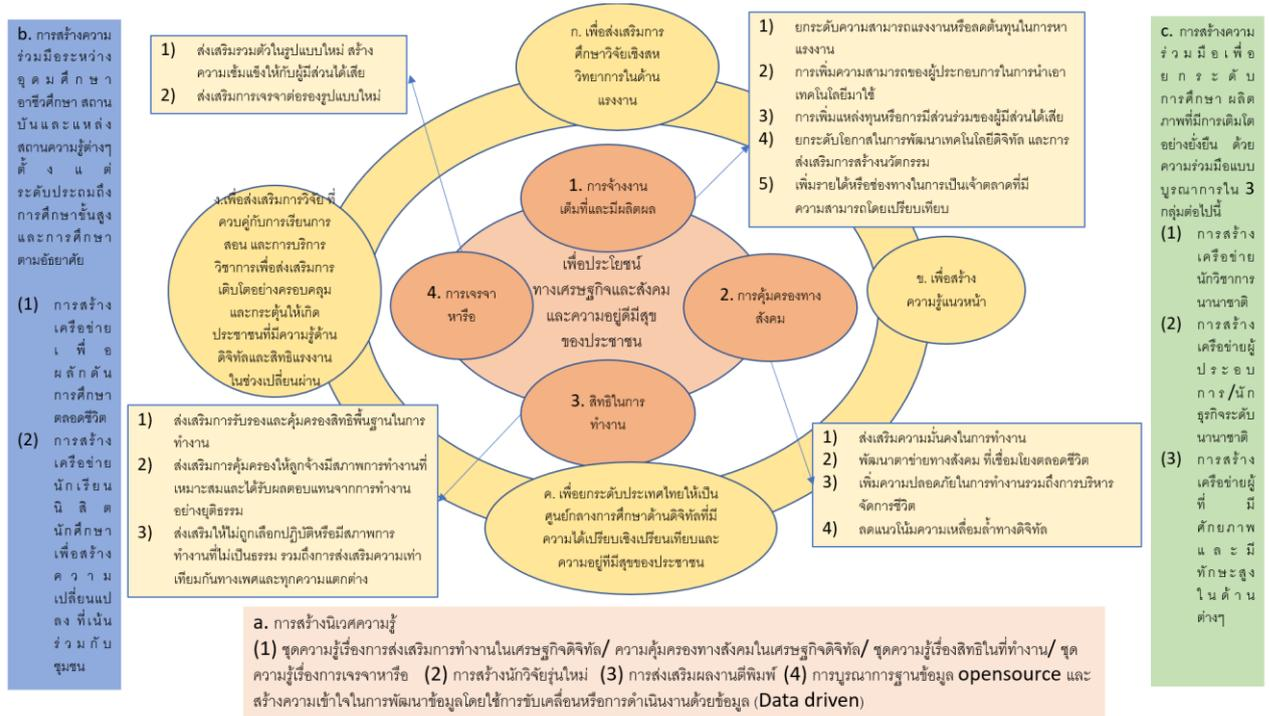 b. การสร้างความ
ร่วมมือระหว่าง
อุดมศึกษา
อาชีวศึกษา สถาน
บันและแหล่ง
สถานความรู้ต่างๆ
ตั้งแต่
ระดับประถมถึง
การศึกษาขั้นสูง
และการศึกษา
ตามอัธยาศัย
(1) การสร้าง
เครือข่าย
เพื่อ
ผลักดัน
การศึกษา
ตลอดชีวิต
(2) การสร้าง
เครือข่าย
นักเรียน
นิสิต
นักศึกษา
เพื่อสร้าง
ความ
เปลี่ยนแป
ลง ที่เน้น
ร่วมกับ
ชุมชน
1) ส่งเสริมรวมตัวในรูปแบบใหม่ สร้าง
ความเข้มแข็งให้กับผู้มีส่วนได้เสีย
2) ส่งเสริมการเจรจาต่อรองรูปแบบใหม่
ก. เพื่อส่งเสริมการ
ศึกษาวิจัยเชิงสห
วิทยาการในด้าน
แรงงาน
1) ยกระดับความสามารถแรงงานหรือลดต้นทุนในการหา
แรงงาน
2) การเพิ่มความสามารถของผู้ประกอบการในการนำเอา
เทคโนโลยีมาใช้
3) การเพิ่มแหล่งทุนหรือการมีส่วนร่วมของผู้มีส่วนได้เสีย
4) ยกระดับโอกาสในการพัฒนาเทคโนโลยีดิจิทัล และการ
ส่งเสริมการสร้างนวัตกรรม
5) เพิ่มรายได้หรือช่องทางในการเป็นเจ้าตลาดที่มี
ความสามารถโดยเปรียบเทียบ
1. การจ้างงาน
เต็มที่และมีผลิตผล
ง.เพื่อส่งเสริมการวิจัย ที่
ควบคู่กับการเรียนการ
สอน และการบริการ
วิชาการเพื่อส่งเสริมการ
เติบโตอย่างครอบคลุม
และกระตุ้นให้เกิด
ประชาชนที่มีความรู้ด้าน
ดิจิทัลและสิทธิแรงงาน
ในช่วงเปลี่ยนผ่าน
4. การเจรจา
หารือ
เพื่อประโยชน์
ทางเศรษฐกิจและสังคม
และความอยู่ดีมีสุข
ของประชาชน
2. การคุ้มครองทาง
สังคม
ข. เพื่อสร้าง
ความรู้แนวหน้า
3. สิทธิในการ
ทำงาน
1) ส่งเสริมการรับรองและคุ้มครองสิทธิพื้นฐานในการ
ทำงาน
2) ส่งเสริมการคุ้มครองให้ลูกจ้างมีสภาพการทำงานที่
เหมาะสมและได้รับผลตอบแทนจากการทำงาน
อย่างยุติธรรม
3) ส่งเสริมให้ไม่ถูกเลือกปฏิบัติหรือมีสภาพการ
ทำงานที่ไม่เป็นธรรม รวมถึงการส่งเสริมความเท่า
เทียมกันทางเพศและทุกความแตกต่าง
ค. เพื่อยกระดับประเทศไทยให้เป็น
ศูนย์กลางการศึกษาด้านดิจิทัลที่มี
ความได้เปรียบเชิงเปรียบเทียบและ
ความอยู่ที่มีสุขของประชาชน
1) ส่งเสริมความมั่นคงในการทำงาน
2) พัฒนาตาข่ายทางสังคม ที่เชื่อมโยงตลอดชีวิต
3) เพิ่มความปลอดภัยในการทำงานรวมถึงการบริหาร
จัดการชีวิต
4) ลดแนวโน้มความเหลื่อมล้ำทางดิจิทัล
c. การสร้างความ
ร่วมมือเพื่อ
ยกระดับ
การศึกษา ผลิต
ภาพที่มีการเติมโต
อย่างยั่งยืน ด้วย
ความร่วมมือแบบ
บูรณาการใน 3
กลุ่มต่อไปนี้
(1) การสร้าง
เครือข่าย
นักวิชาการ
นานาชาติ
(2) การสร้าง
เครือข่ายผู้
ประกอบ
การ/นัก
ธุรกิจระดับ
นานาชาติ
(3) การสร้าง
เครือข่ายผู้
ที่มี
ศักยภาพ
และมี
ทักษะสูง
ในด้าน
ต่างๆ
a. การสร้างนิเวศความรู้
(1) ชุดความรู้เรื่องการส่งเสริมการทำงานในเศรษฐกิจดิจิทัล/ ความคุ้มครองทางสังคมในเศรษฐกิจดิจิทัล/ ชุดความรู้เรื่องสิทธิในที่ทำงาน/ ชุด
ความรู้เรื่องการเจรจาหารือ (2) การสร้างนักวิจัยรุ่นใหม่ (3) การส่งเสริมผลงานตีพิมพ์ (4) การบูรณาการฐานข้อมูล opensource และ
สร้างความเข้าใจในการพัฒนาข้อมูลโดยใช้การขับเคลื่อนหรือการดำเนินงานด้วยข้อมูล (Data driven)